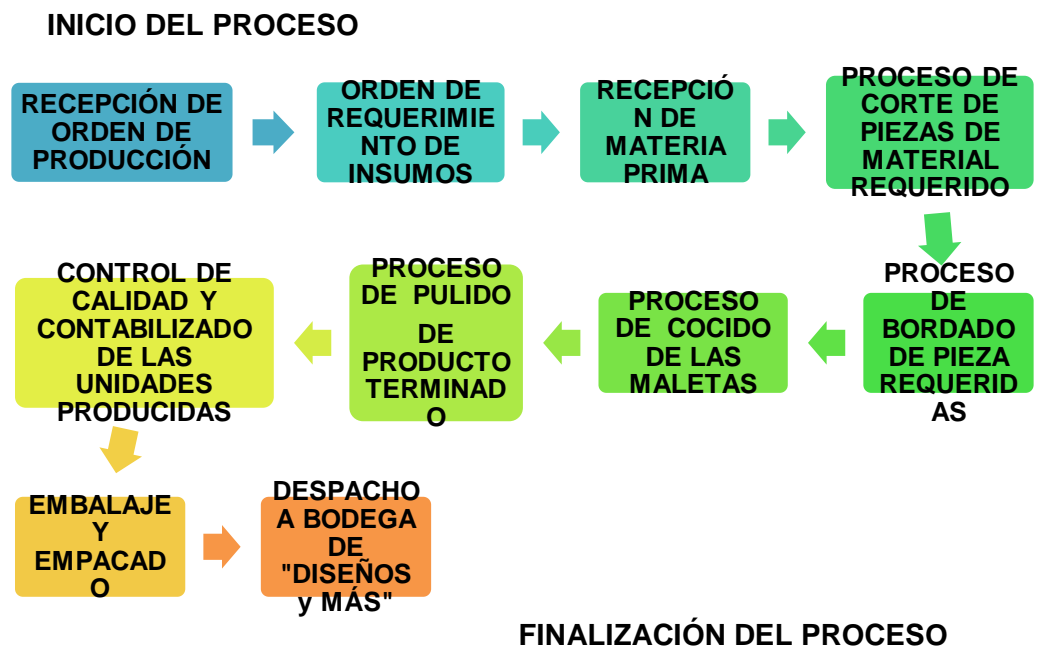 INICIO DEL PROCESO
RECEPCIÓN DE
ORDEN DE
PRODUCCIÓN
ORDEN DE
REQUERIMIE
NTO DE
INSUMOS
RECEPCIÓ
N DE
MATERIA
PRIMA
PROCESO DE
CORTE DE
PIEZAS DE
MATERIAL
REQUERIDO
PROCESO
DE
BORDADO
DE PIEZA
REQUERID
AS
PROCESO
DE COCIDO
DE LAS
MALETAS
PROCESO
DE PULIDO
DE
PRODUCTO
TERMINAD
O
CONTROL DE
CALIDAD Y
CONTABILIZADO
DE LAS
UNIDADES
PRODUCIDAS
EMBALAJE
Y
EMPACAD
O
DESPACHO
A BODEGA
DE
"DISEÑOS
y MÁS"
FINALIZACIÓN DEL PROCESO